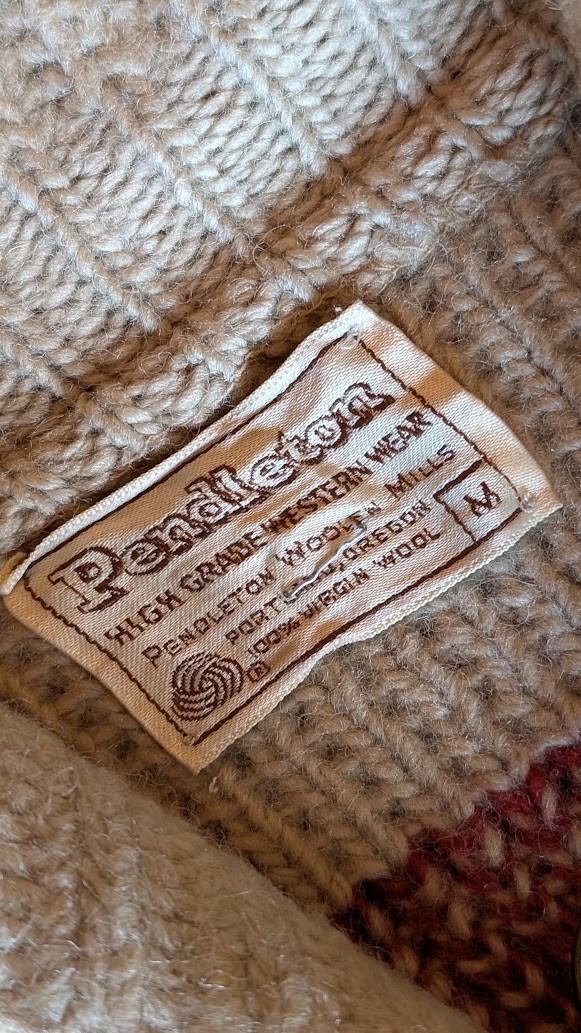 Pendleton
HIGH GRADE WESTERN WEAR
PENDLETON WOOLEN MILLS
PORTLAND, OREGON
100% VIRGIN WOOL
M
®